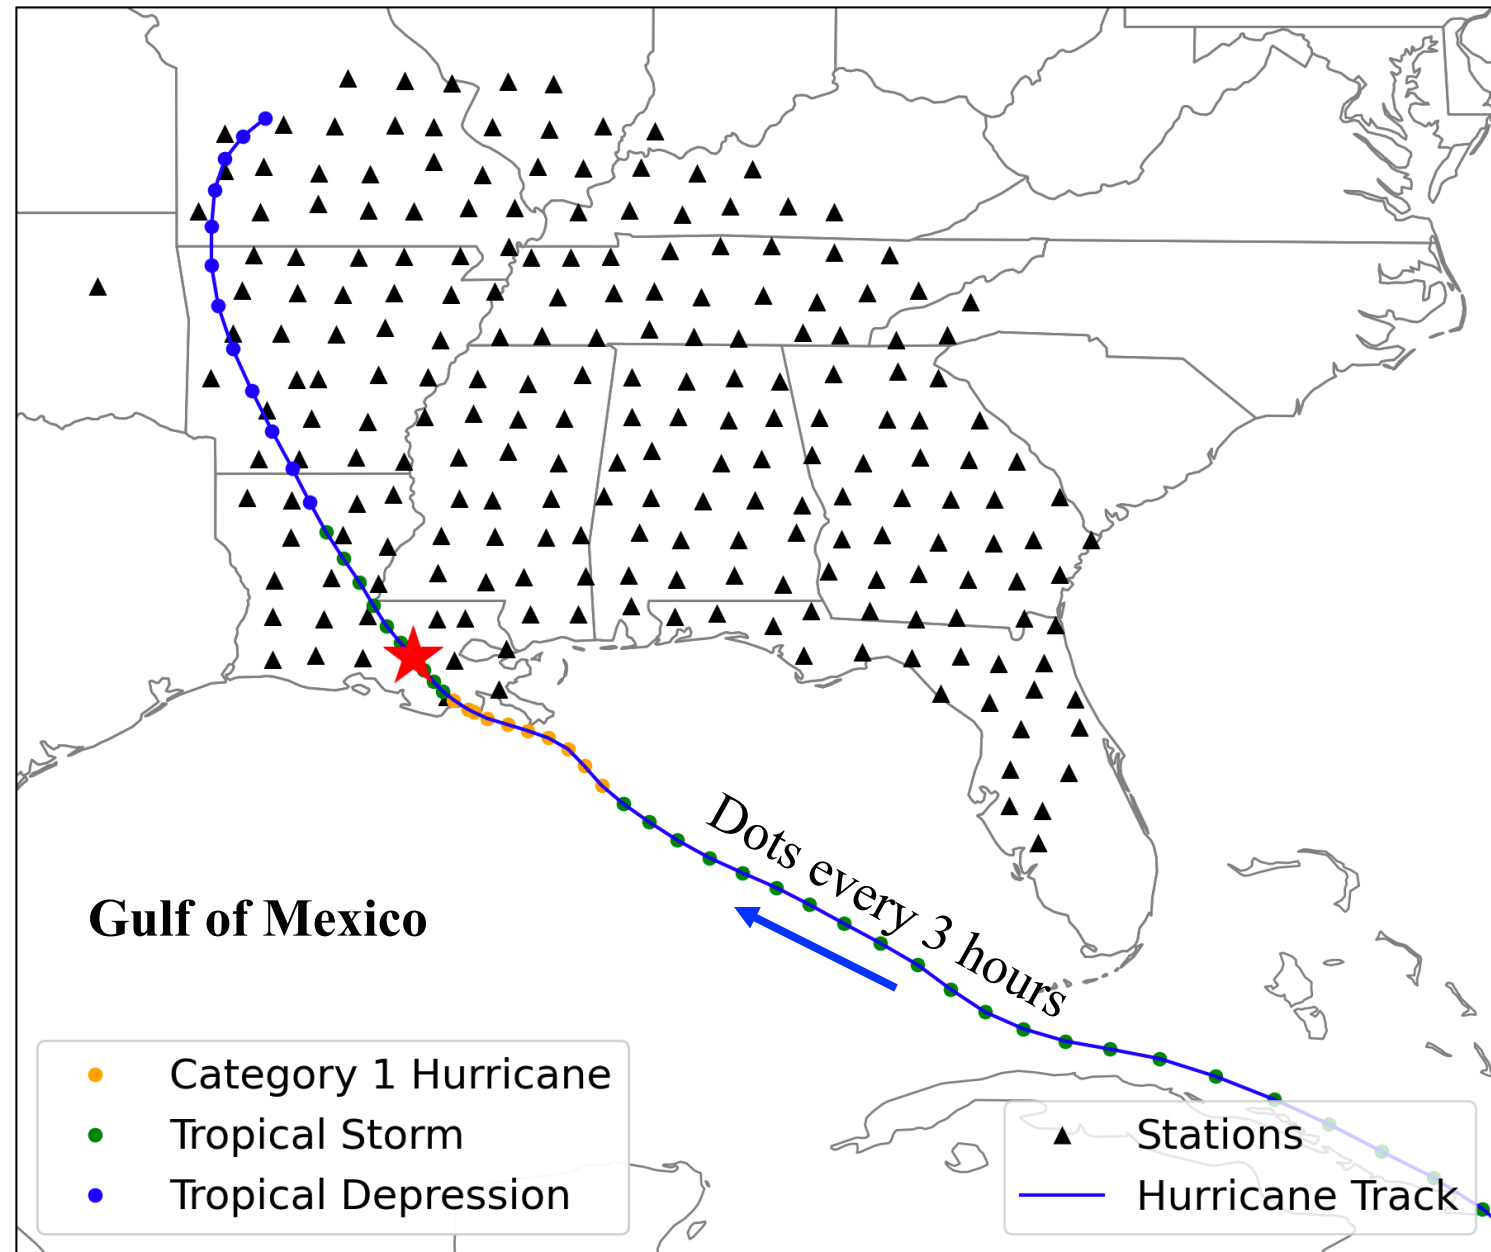 Dots every 3 hours
Gulf of Mexico
Category 1 Hurricane
Tropical Storm
Tropical Depression
Stations
Hurricane Track